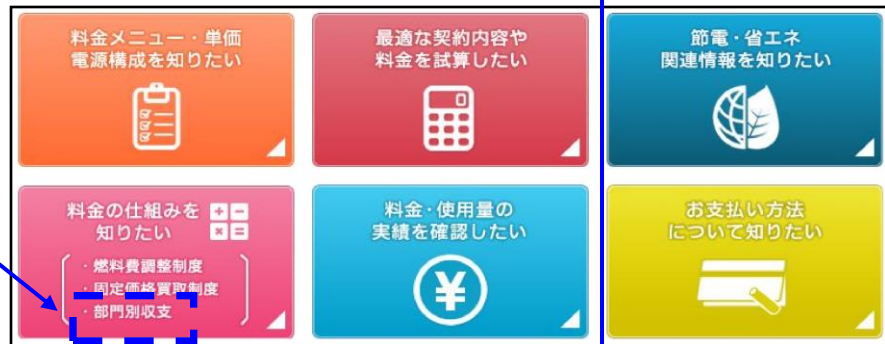 料金メニュー・単価
電源構成を知りたい
最適な契約内容や
料金を試算したい
0
節電・省エネ
関連情報を知りたい
料金の仕組みを
知りたい
・燃料費調整制度
・固定価格買取制度
・部門別収支
料金・使用量の
実績を確認したい
¥
お支払い方法
について知りたい